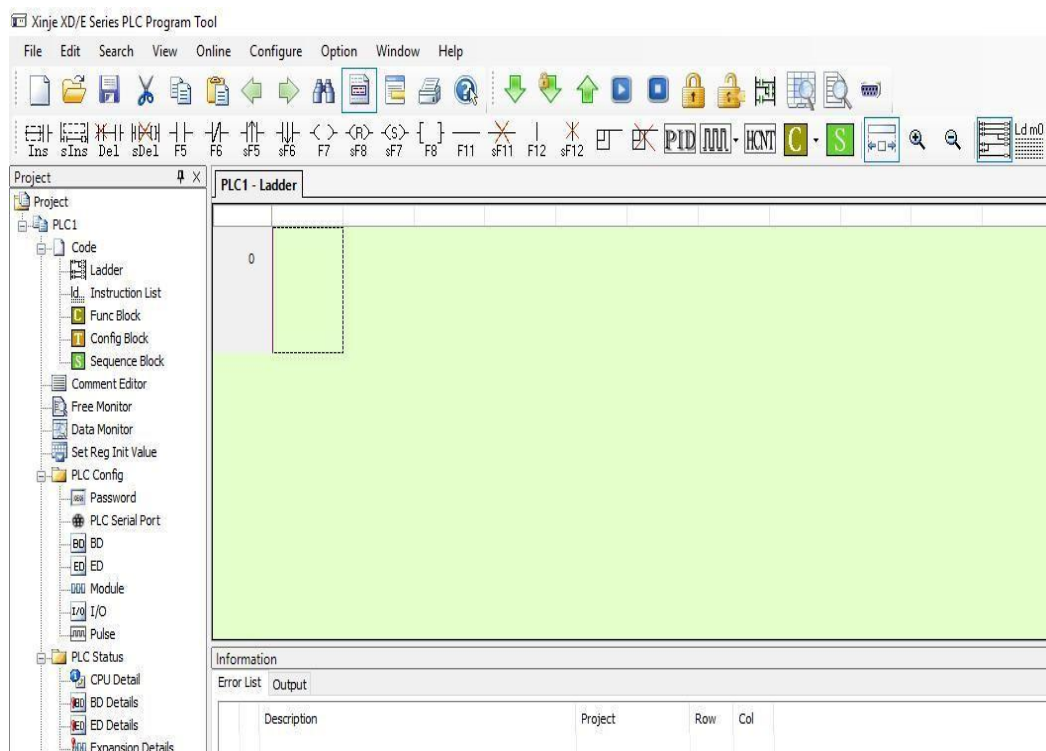 Xinje XD/E Series PLC Program Tool
File Edit Search View Online Configure Option Window Help
Ins sIns Del sDel F5 F6 sF5 sF6 F7 sF8 sF7 F8 F11 sF11 F12 sF12 PID HCNT C S Ld m0
Project
PLC1 - Ladder
Project
PLC1
Code
0
Ladder
Instruction List
C Func Block
T Config Block
S Sequence Block
Comment Editor
Free Monitor
Data Monitor
Set Reg Init Value
PLC Config
Password
PLC Serial Port
BD BD
ED ED
Module
I/O I/O
Pulse
PLC Status
Information
CPU Detail
Error List Output
BD BD Details
ED ED Details
Description Project Row Col
Expansion Details